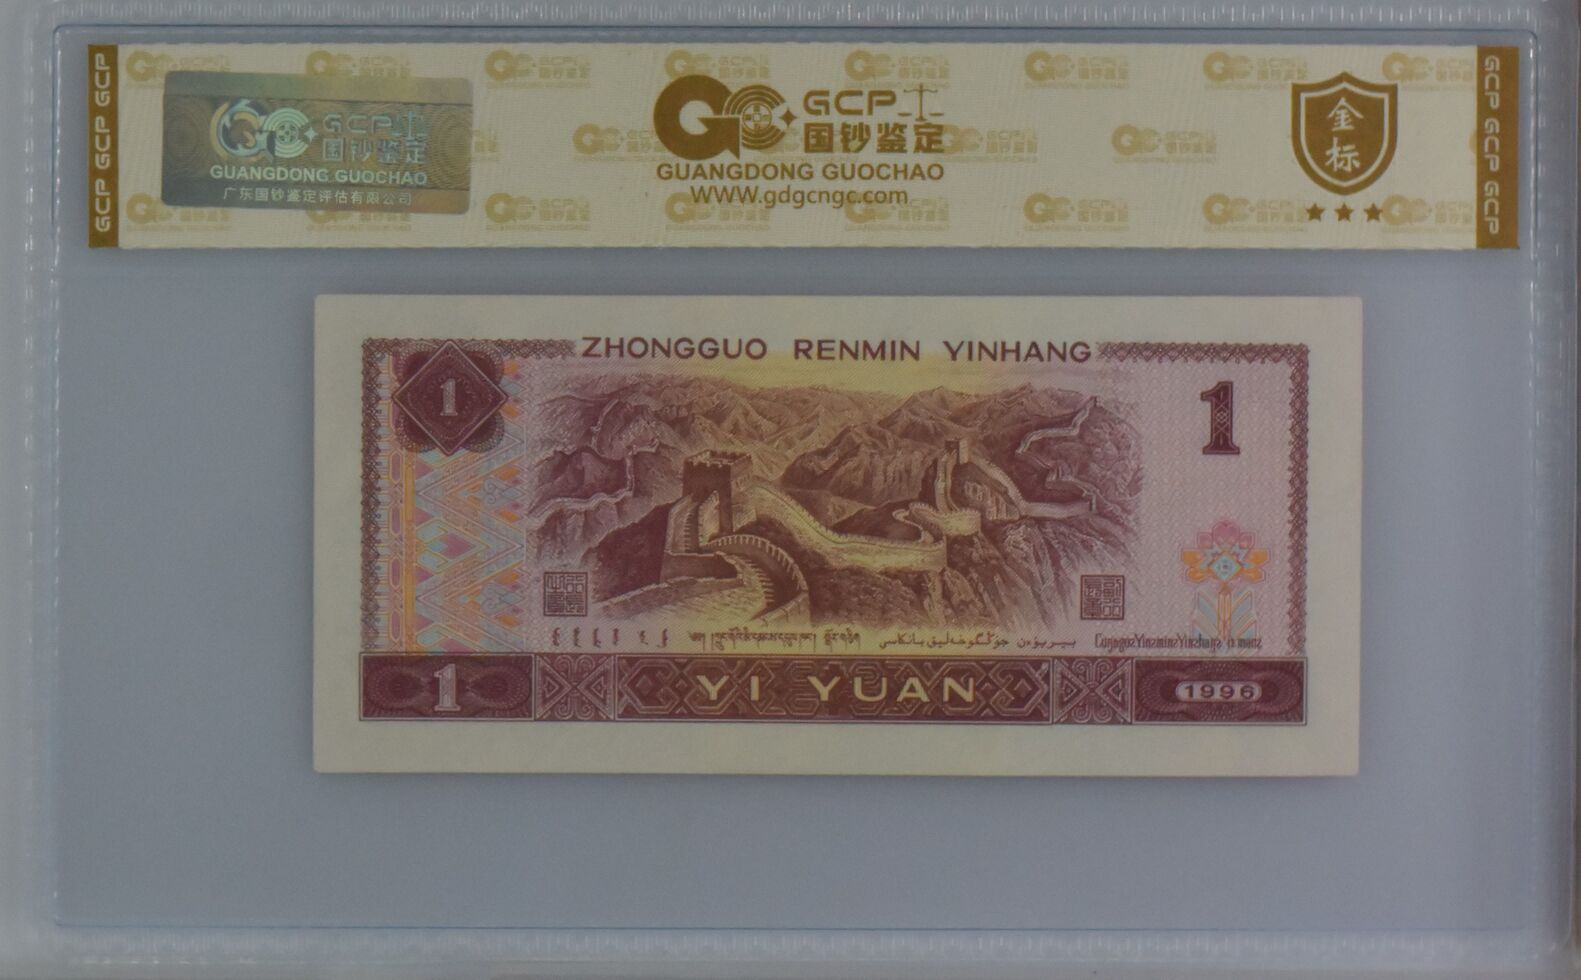 GCP GCP GCP
GCP
国钞鉴定
GUANGDONG GUOCHAO
广东国钞鉴定评估有限公司
GCP
国钞鉴定
GUANGDONG GUOCHAO
WWW.gdgcngc.com
金
标
GCP GCP GCP
ZHONGGUO RENMIN YINHANG
1
1
1
YI YUAN
1996